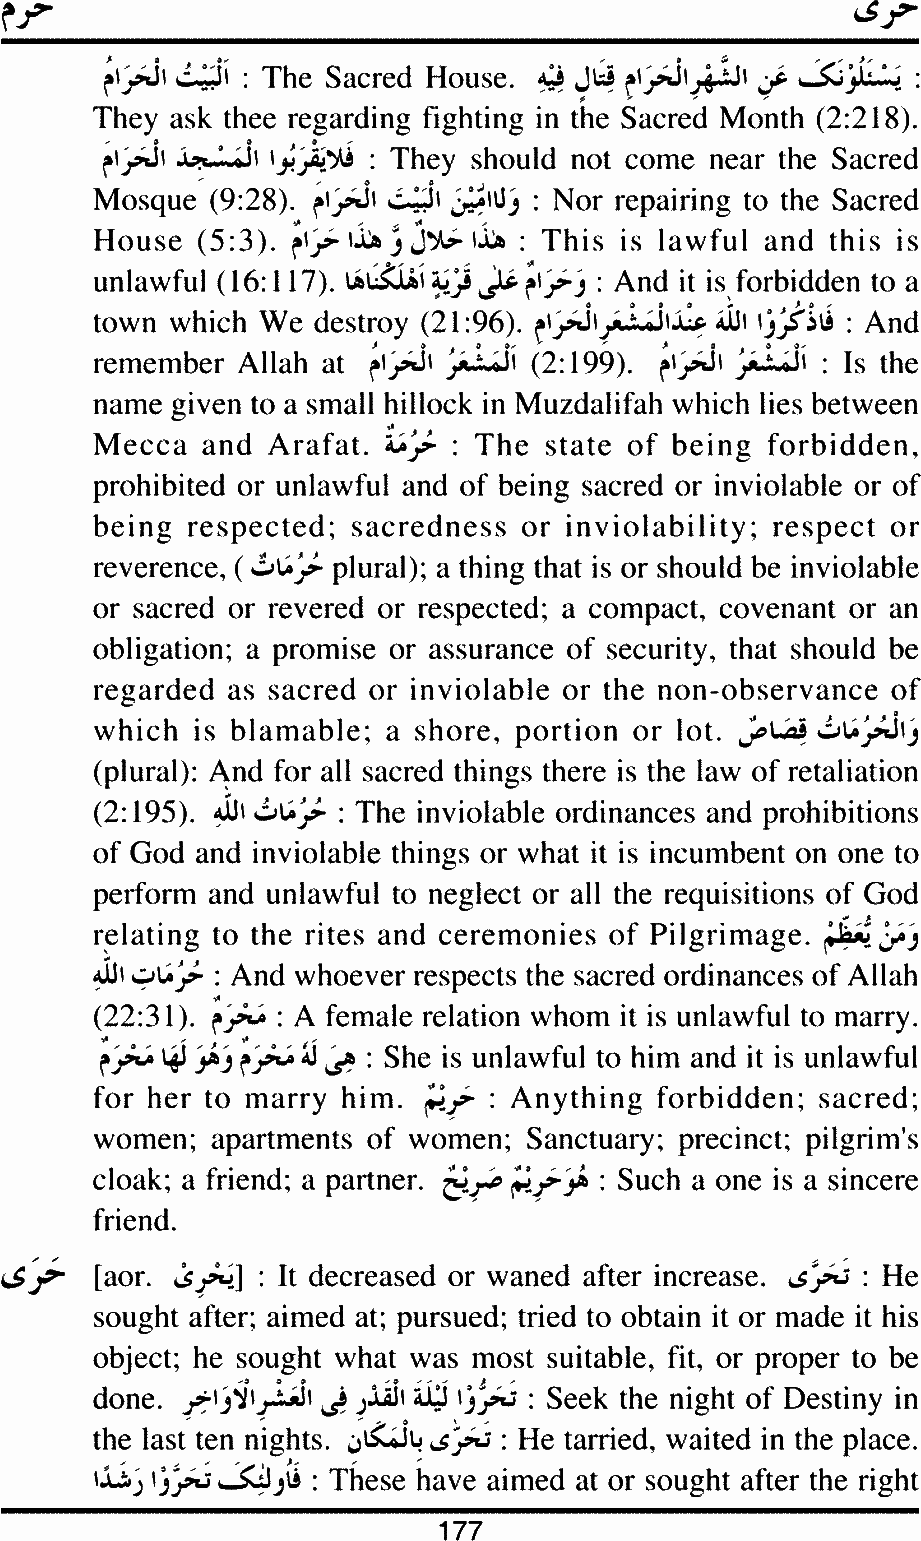 حرم حرى
اَلْبَيْتُ الْحَرَامُ : The Sacred House. يَسْئَلُوْنَكَ عَنِ الشَّهْرِالْحَرَامِ قِتَالٍ فِيْهِ :
They ask thee regarding fighting in the Sacred Month (2:218).
فَلاَيَقْرَبُوا الْمَسْجِدَ الْحَرَامَ : They should not come near the Sacred
Mosque (9:28). وَلاآمِّيْنَ الْبَيْتَ الْحَرَامَ : Nor repairing to the Sacred
House (5:3). هٰذَا حَلاَلٌ وَّ هٰذَا حَرَامٌ : This is lawful and this is
unlawful (16:117). وَحَرَامٌ عَلٰى قَرْيَةٍ اَهْلَكْنَاهَا : And it is forbidden to a
town which We destroy (21:96). فَاذْكُرُوْا اللّٰهَ عِنْدَالْمَشْعَرِالْحَرَامِ : And
remember Allah at اَلْمَشْعَرُ الْحَرَامُ (2:199). اَلْمَشْعَرُ الْحَرَامُ : Is the
name given to a small hillock in Muzdalifah which lies between
Mecca and Arafat. حُرْمَةٌ : The state of being forbidden,
prohibited or unlawful and of being sacred or inviolable or of
being respected; sacredness or inviolability; respect or
reverence, ( حُرُمَاتٌ plural); a thing that is or should be inviolable
or sacred or revered or respected; a compact, covenant or an
obligation; a promise or assurance of security, that should be
regarded as sacred or inviolable or the non-observance of
which is blamable; a shore, portion or lot. وَالْحُرُمَاتُ قِصَاصٌ
(plural): And for all sacred things there is the law of retaliation
(2:195). حُرُمَاتُ اللّٰهِ : The inviolable ordinances and prohibitions
of God and inviolable things or what it is incumbent on one to
perform and unlawful to neglect or all the requisitions of God
relating to the rites and ceremonies of Pilgrimage. وَمَنْ يُّعَظِّمْ
حُرُمَاتِ اللّٰهِ : And whoever respects the sacred ordinances of Allah
(22:31). مَحْرَمٌ : A female relation whom it is unlawful to marry.
هِىَ لَهُ مَحْرَمٌ وَهُوَ لَهَا مَحْرَمٌ : She is unlawful to him and it is unlawful
for her to marry him. حَرِيْمٌ : Anything forbidden; sacred;
women; apartments of women; Sanctuary; precinct; pilgrim's
cloak; a friend; a partner. هُوَحَرِيْمٌ صَرِيْحٌ : Such a one is a sincere
friend.
حَرَى [aor. يَحْرِىْ] : It decreased or waned after increase. تَحَرَّى : He
sought after; aimed at; pursued; tried to obtain it or made it his
object; he sought what was most suitable, fit, or proper to be
done. تَحَرَّوْا لَيْلَةَ الْقَدْرِ فِى الْعَشْرِالْاَوَاخِرِ : Seek the night of Destiny in
the last ten nights. تَحَرّٰى بِالْمَكَانِ : He tarried, waited in the place.
فَأُولٰئِكَ تَحَرَّوْا رَشَدًا : These have aimed at or sought after the right
177